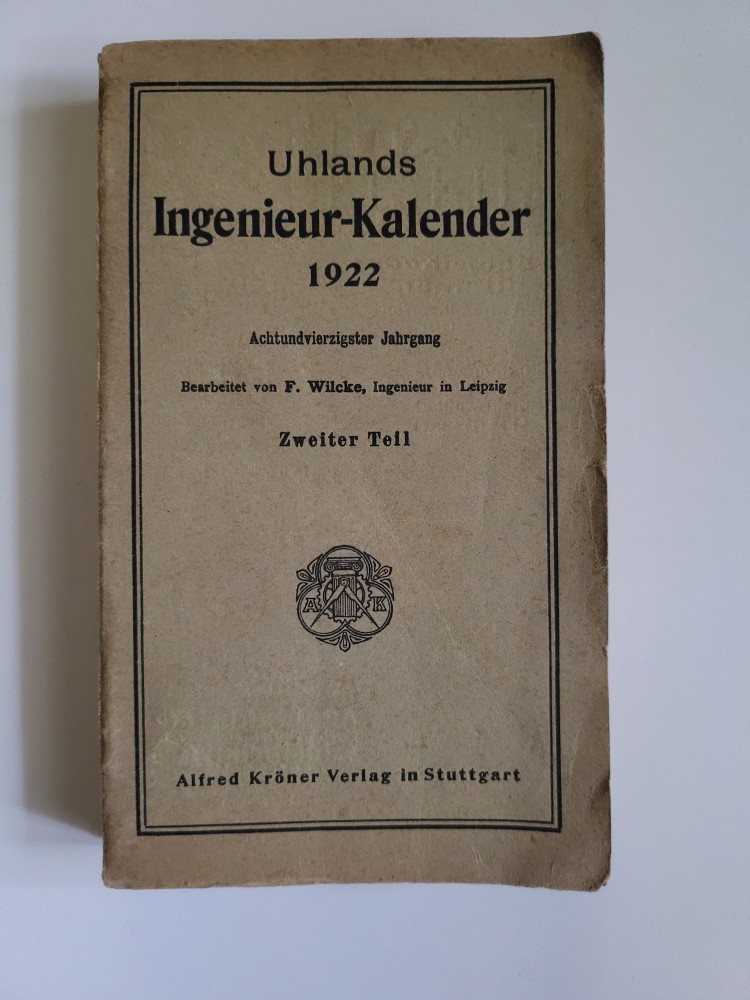 Uhlands
Ingenieur-Kalender
1922
Achtundvierzigster Jahrgang
Bearbeitet von F. Wilcke, Ingenieur in Leipzig
Zweiter Teil
A K
Alfred Kröner Verlag in Stuttgart